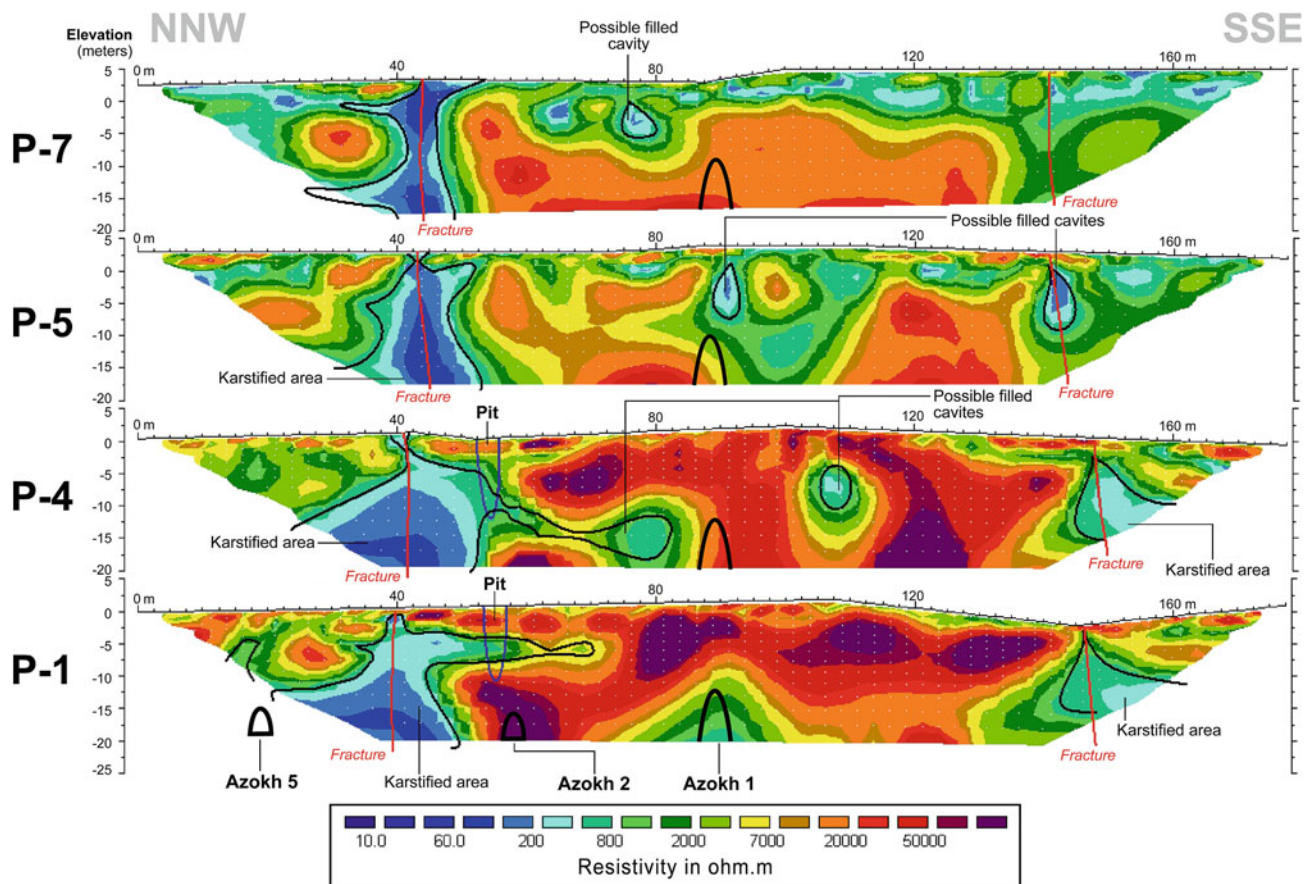 NNW
SSE
Elevation
(meters)
Possible filled
cavity
0 m
40
80
120
160 m
5
0
-5
-10
-15
-20
P-7
Fracture
Fracture
Possible filled cavites
0 m
40
80
120
160 m
5
0
-5
-10
-15
-20
P-5
Karstified area
Fracture
Fracture
Pit
Possible filled
cavites
0 m
40
80
120
160 m
5
0
-5
-10
-15
-20
P-4
Karstified area
Karstified area
Fracture
Fracture
Pit
0 m
40
80
120
160 m
5
0
-5
-10
-15
-20
-25
P-1
Fracture
Karstified area
Karstified area
Fracture
Azokh 5
Azokh 2
Azokh 1
10.0 60.0 200 800 2000 7000 20000 50000
Resistivity in ohm.m